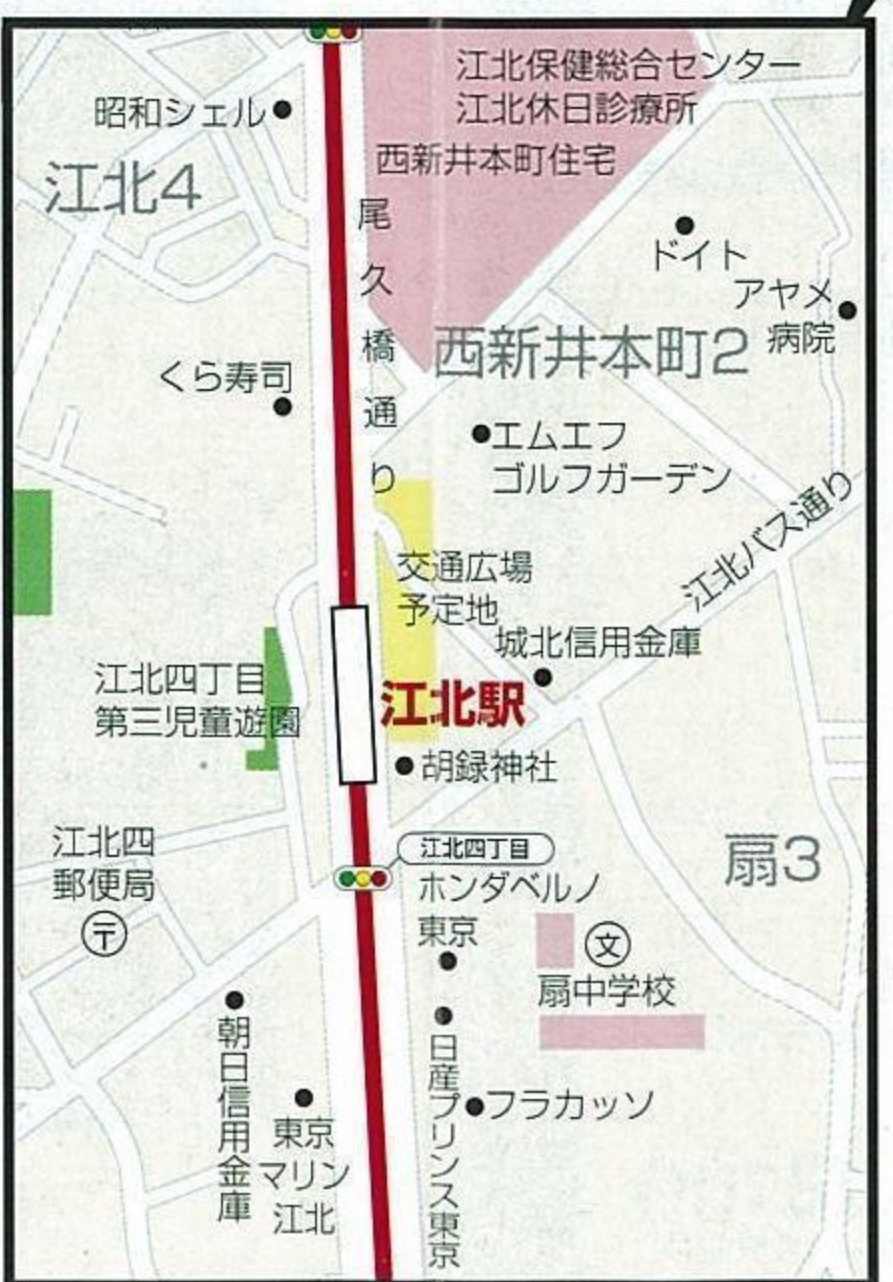 江北保健総合センター
江北休日診療所
昭和シェル
西新井本町住宅
江北4
尾久橋通り
ドイト
アヤメ
病院
西新井本町2
くら寿司
エムエフ
ゴルフガーデン
江北バス通り
交通広場
予定地
城北信用金庫
江北四丁目
第三児童遊園
江北駅
胡録神社
江北四
郵便局
〒
江北四丁目
扇3
ホンダベルノ
東京
文
扇中学校
朝日信用金庫
東京
マリン
江北
日産プリンス東京
フラカッソ